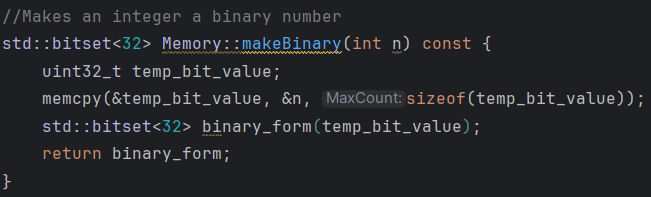 //Makes an integer a binary number
std::bitset<32> Memory::makeBinary(int n) const {
    uint32_t temp_bit_value;
    memcpy(&temp_bit_value, &n, MaxCount: sizeof(temp_bit_value));
    std::bitset<32> binary_form(temp_bit_value);
    return binary_form;
}